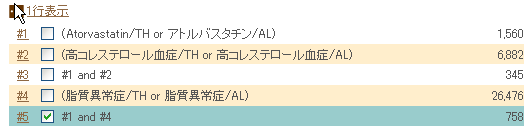 1行表示
#1 (Atorvastatin/TH or アトルバスタチン/AL) 1,560
#2 (高コレステロール血症/TH or 高コレステロール血症/AL) 6,882
#3 #1 and #2 345
#4 (脂質異常症/TH or 脂質異常症/AL) 26,476
#5 #1 and #4 758